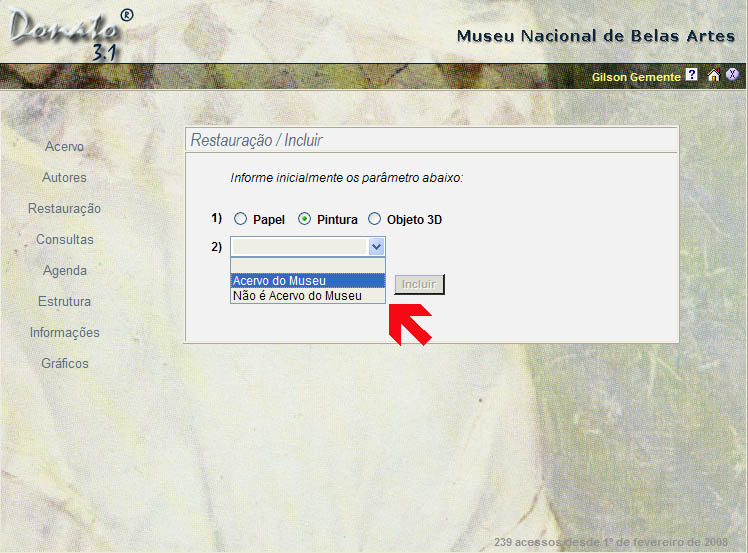 Donato ®
3.1
Museu Nacional de Belas Artes
Gilson Gemente ? X
Acervo
Autores
Restauração
Consultas
Agenda
Estrutura
Informações
Gráficos
Restauração / Incluir
Informe inicialmente os parâmetro abaixo:
1) Papel Pintura Objeto 3D
2)
Acervo do Museu
Não é Acervo do Museu
Incluir
239 acessos desde 1º de fevereiro de 2008